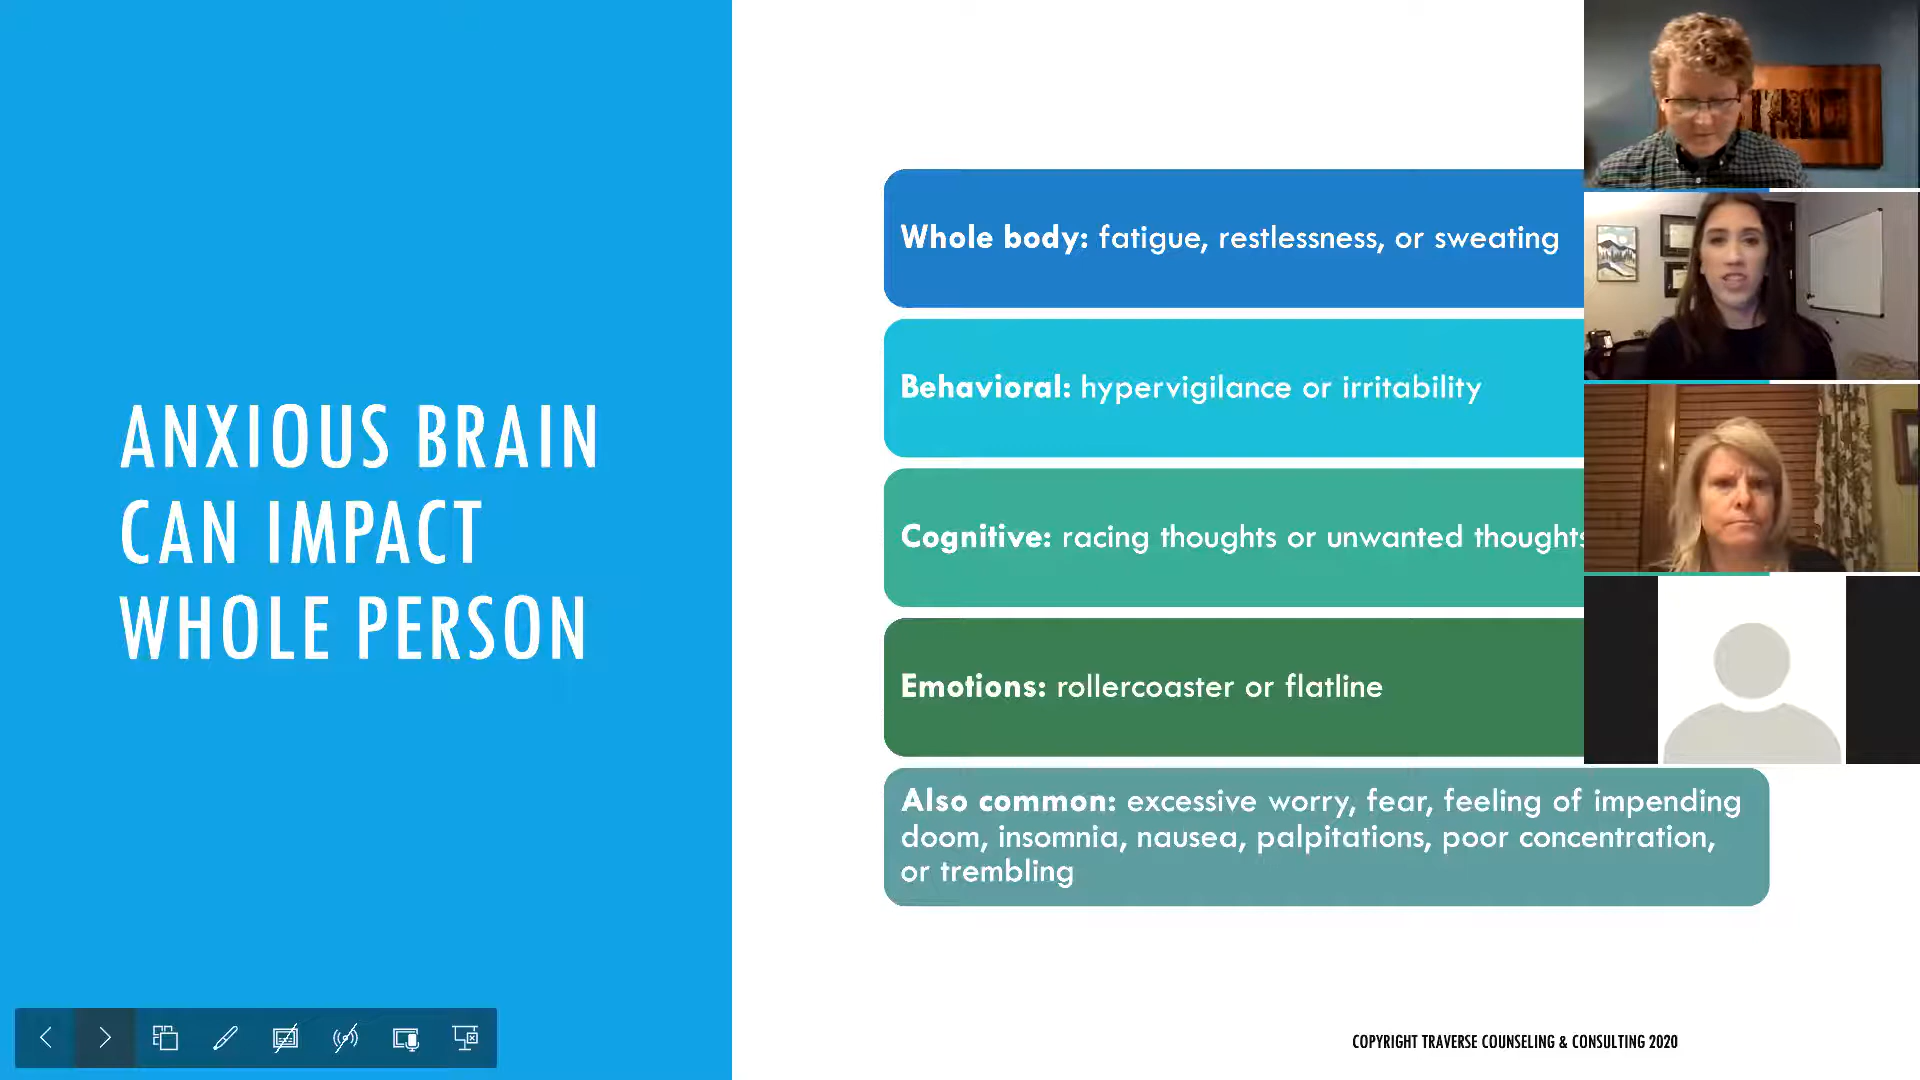 ANXIOUS BRAIN
CAN IMPACT
WHOLE PERSON
Whole body: fatigue, restlessness, or sweating
Behavioral: hypervigilance or irritability
Cognitive: racing thoughts or unwanted thoughts
Emotions: rollercoaster or flatline
Also common: excessive worry, fear, feeling of impending
doom, insomnia, nausea, palpitations, poor concentration,
or trembling
COPYRIGHT TRAVERSE COUNSELING & CONSULTING 2020